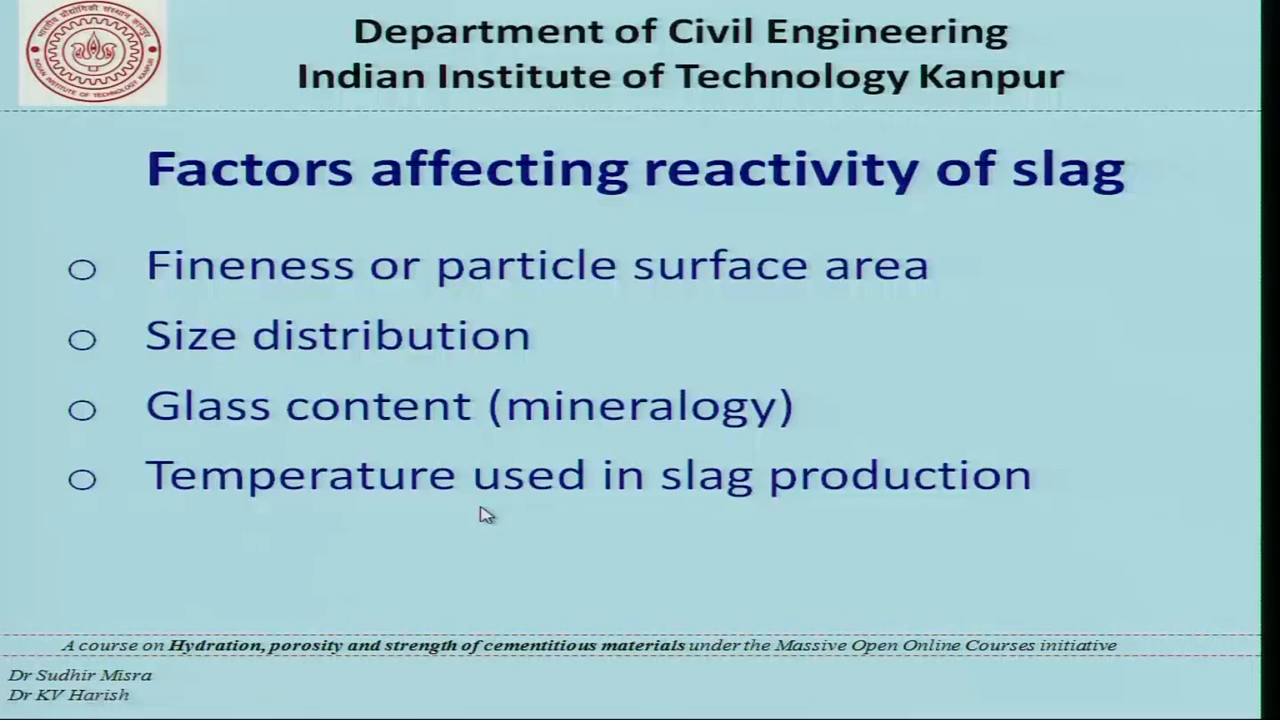 Department of Civil Engineering
Indian Institute of Technology Kanpur
Factors affecting reactivity of slag
Fineness or particle surface area
Size distribution
Glass content (mineralogy)
Temperature used in slag production
A course on Hydration, porosity and strength of cementitious materials under the Massive Open Online Courses initiative
Dr Sudhir Misra
Dr KV Harish